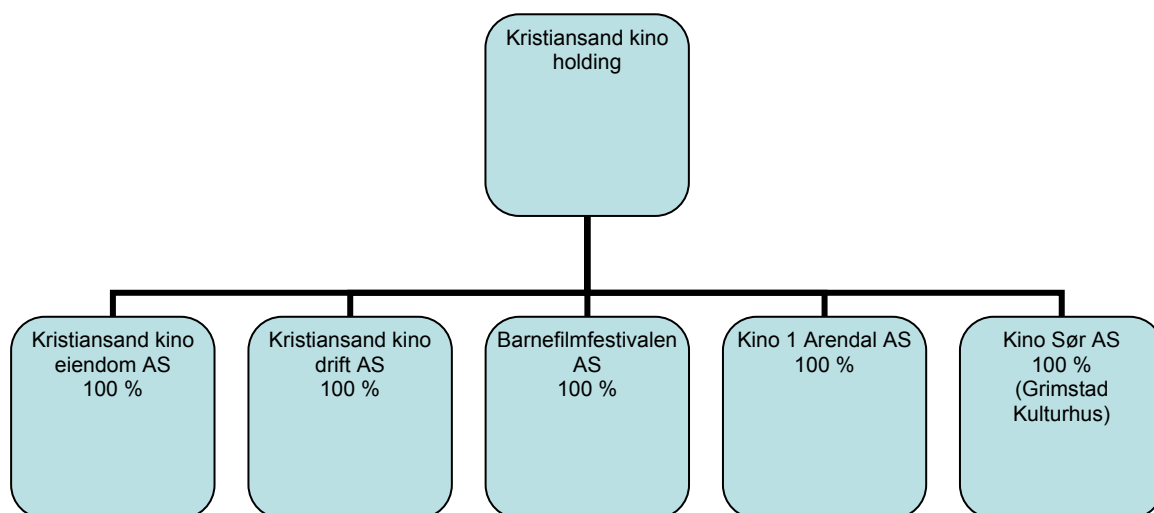 Kristiansand kino
holding
Kristiansand kino
eiendom AS
100 %
Kristiansand kino
drift AS
100 %
Barnefilmfestivalen
AS
100 %
Kino 1 Arendal AS
100 %
Kino Sør AS
100 %
(Grimstad
Kulturhus)